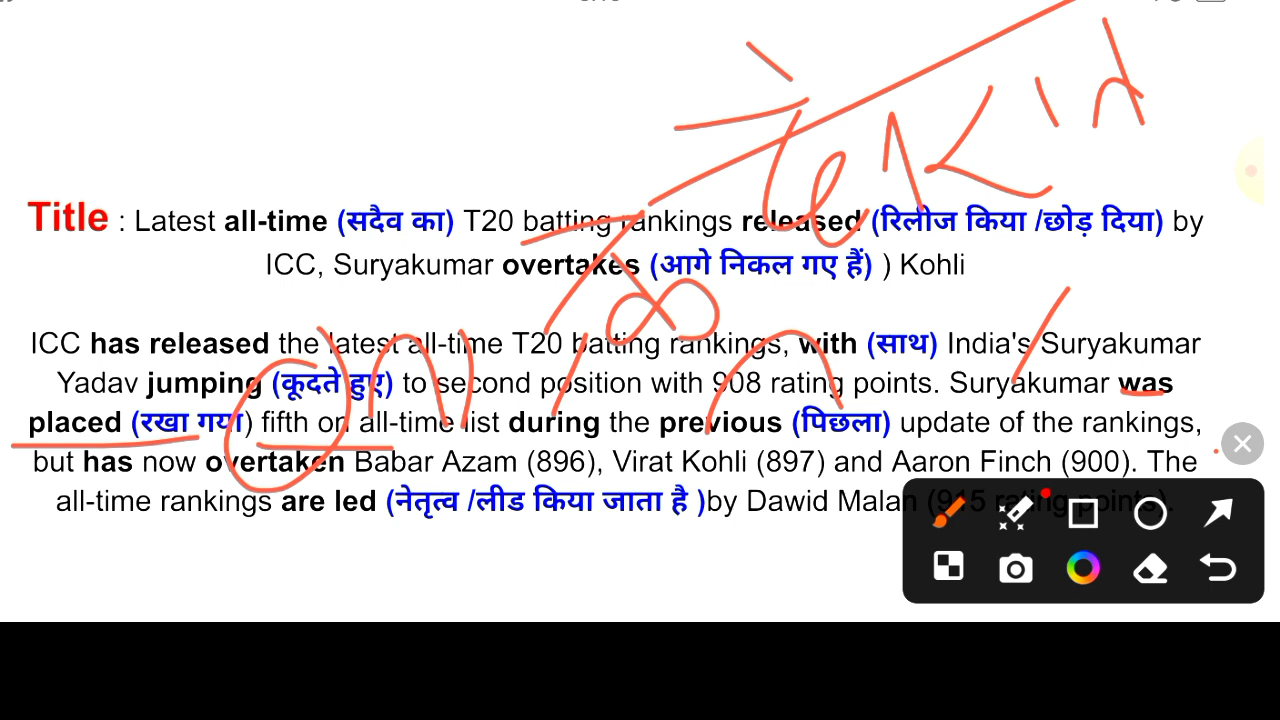 Title : Latest all-time (सदैव का) T20 batting rankings released (रिलीज किया /छोड़ दिया) by
ICC, Suryakumar overtakes (आगे निकल गए हैं) ) Kohli
ICC has released the latest all-time T20 batting rankings, with (साथ) India's Suryakumar
Yadav jumping (कूदते हुए) to second position with 908 rating points. Suryakumar was
placed (रखा गया) fifth on all-time list during the previous (पिछला) update of the rankings,
but has now overtaken Babar Azam (896), Virat Kohli (897) and Aaron Finch (900). The
all-time rankings are led (नेतृत्व /लीड किया जाता है )by Dawid Malan (915 rating points).